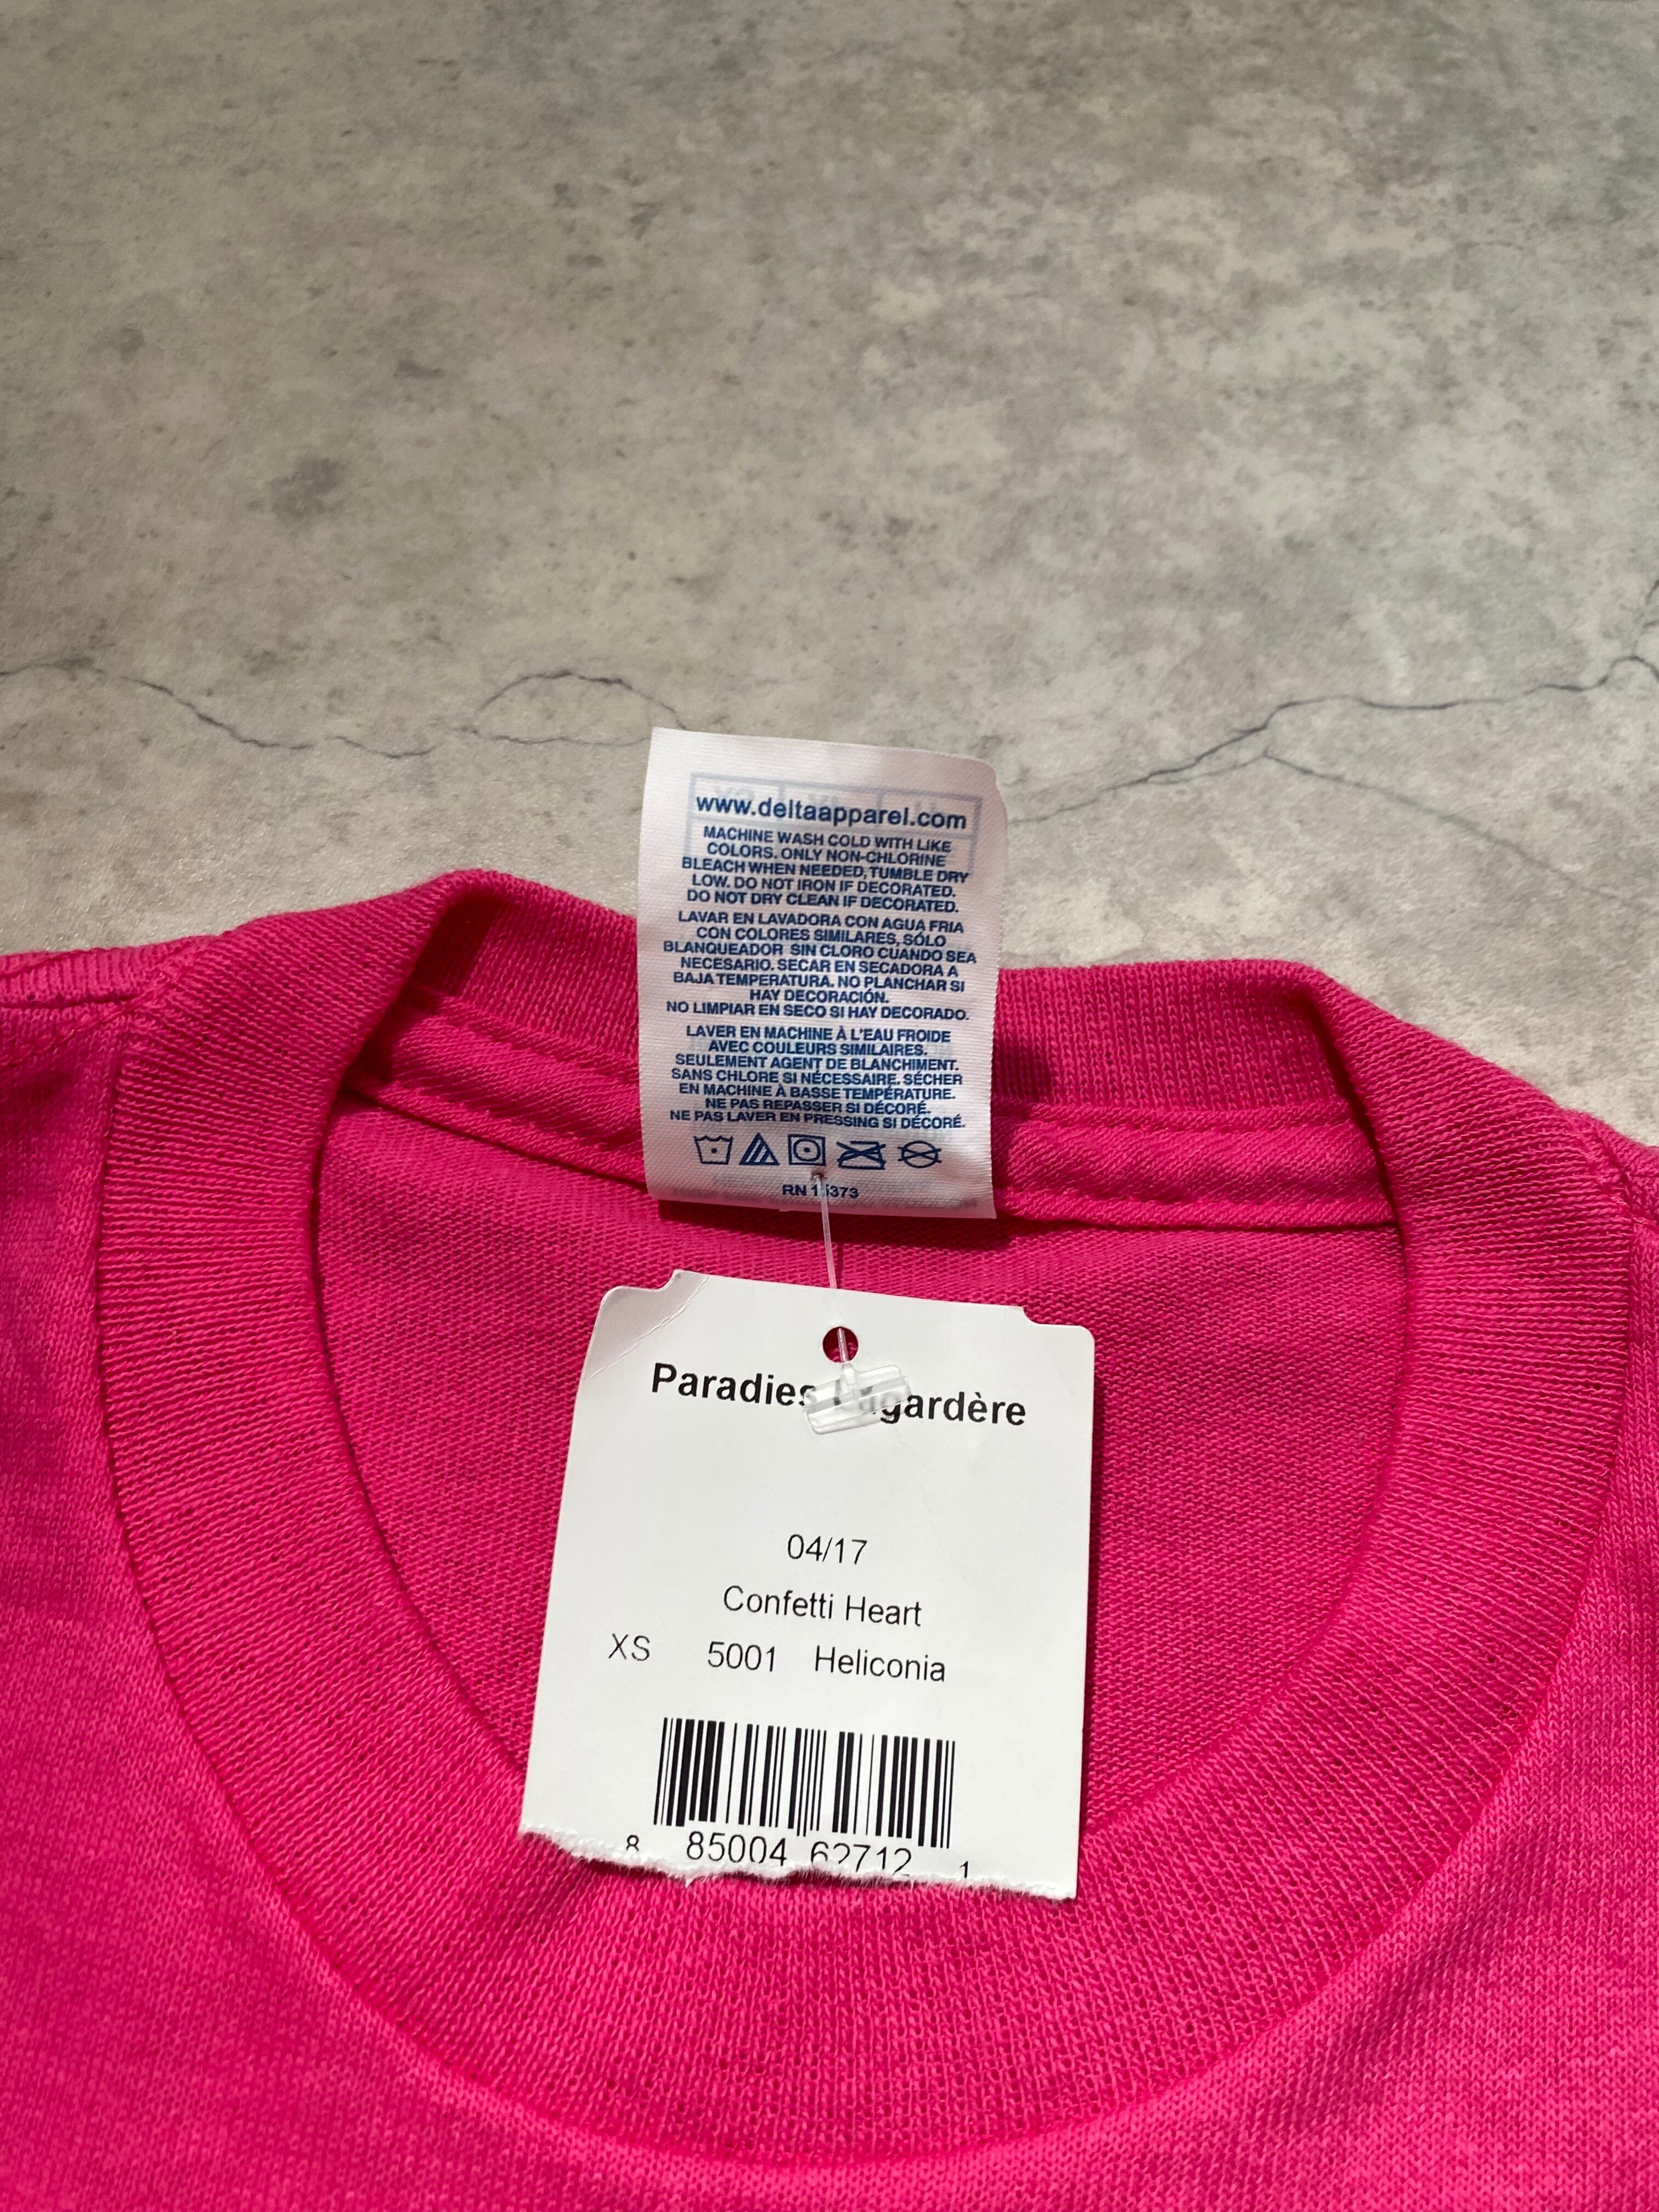 www.deltaapparel.com
MACHINE WASH COLD WITH LIKE
COLORS. ONLY NON-CHLORINE
BLEACH WHEN NEEDED, TUMBLE DRY
LOW. DO NOT IRON IF DECORATED.
DO NOT DRY CLEAN IF DECORATED.
LAVAR EN LAVADORA CON AGUA FRIA
CON COLORES SIMILARES, SÓLO
BLANQUEADOR SIN CLORO CUANDO SEA
NECESARIO. SECAR EN SECADORA A
BAJA TEMPERATURA. NO PLANCHAR SI
HAY DECORACIÓN.
NO LIMPIAR EN SECO SI HAY DECORADO.
LAVER EN MACHINE À L'EAU FROIDE
AVEC COULEURS SIMILAIRES.
SEULEMENT AGENT DE BLANCHIMENT.
SANS CHLORE SI NÉCESSAIRE. SÉCHER
EN MACHINE À BASSE TEMPÉRATURE.
NE PAS REPASSER SI DÉCORÉ.
NE PAS LAVER EN PRESSING SI DÉCORÉ.
RN 15373
Paradies Lagardère
04/17
Confetti Heart
XS 5001 Heliconia
8 85004 62712 1